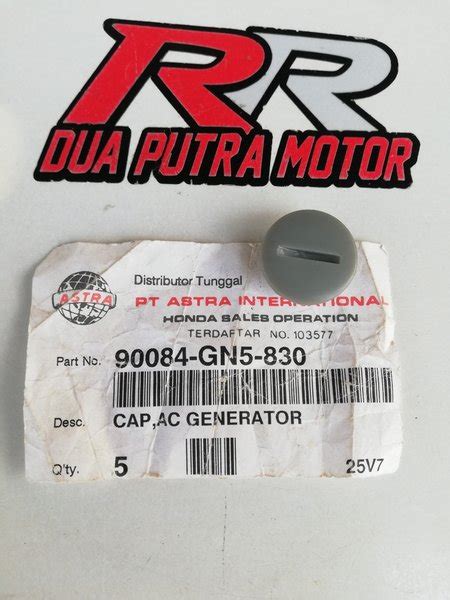 RR
DUA PUTRA MOTOR
ASTRA
Distributor Tunggal
PT ASTRA INTERNATIONAL
HONDA SALES OPERATION
TERDAFTAR NO. 103577
Part No. 90084-GN5-830
Desc. CAP,AC GENERATOR
Q'ty. 5 25V7